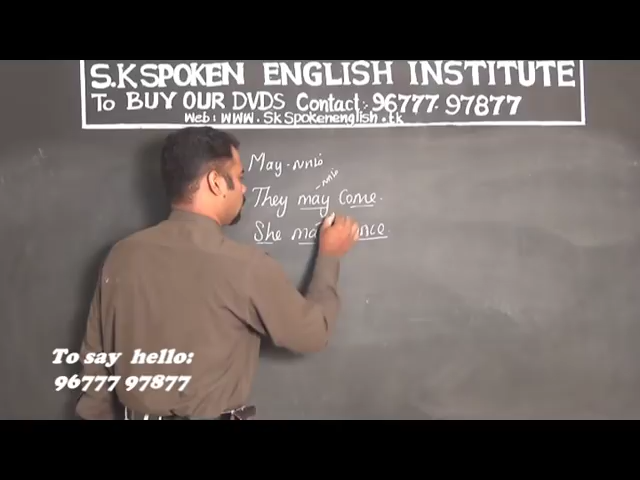 S.K SPOKEN ENGLISH INSTITUTE
To BUY OUR DVDS Contact:- 96777 97877
Web: WWW.SkSpokenenglish.tk
May -
They may Come.
She
To say hello:
96777 97877